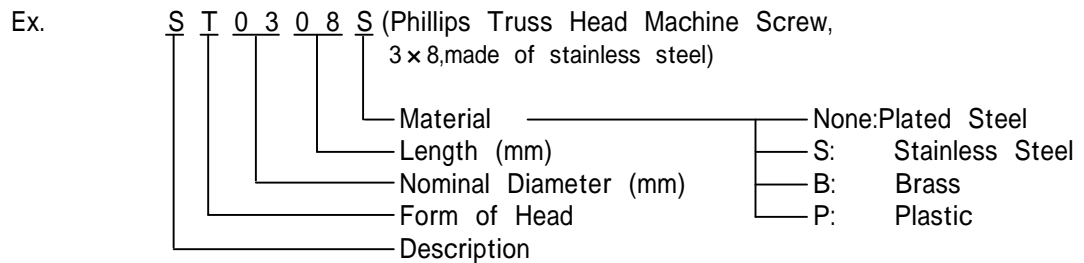 Ex. S T 0 3 0 8 S (Phillips Truss Head Machine Screw,
3×8,made of stainless steel)
Material None:Plated Steel
Length (mm) S: Stainless Steel
Nominal Diameter (mm) B: Brass
Form of Head P: Plastic
Description